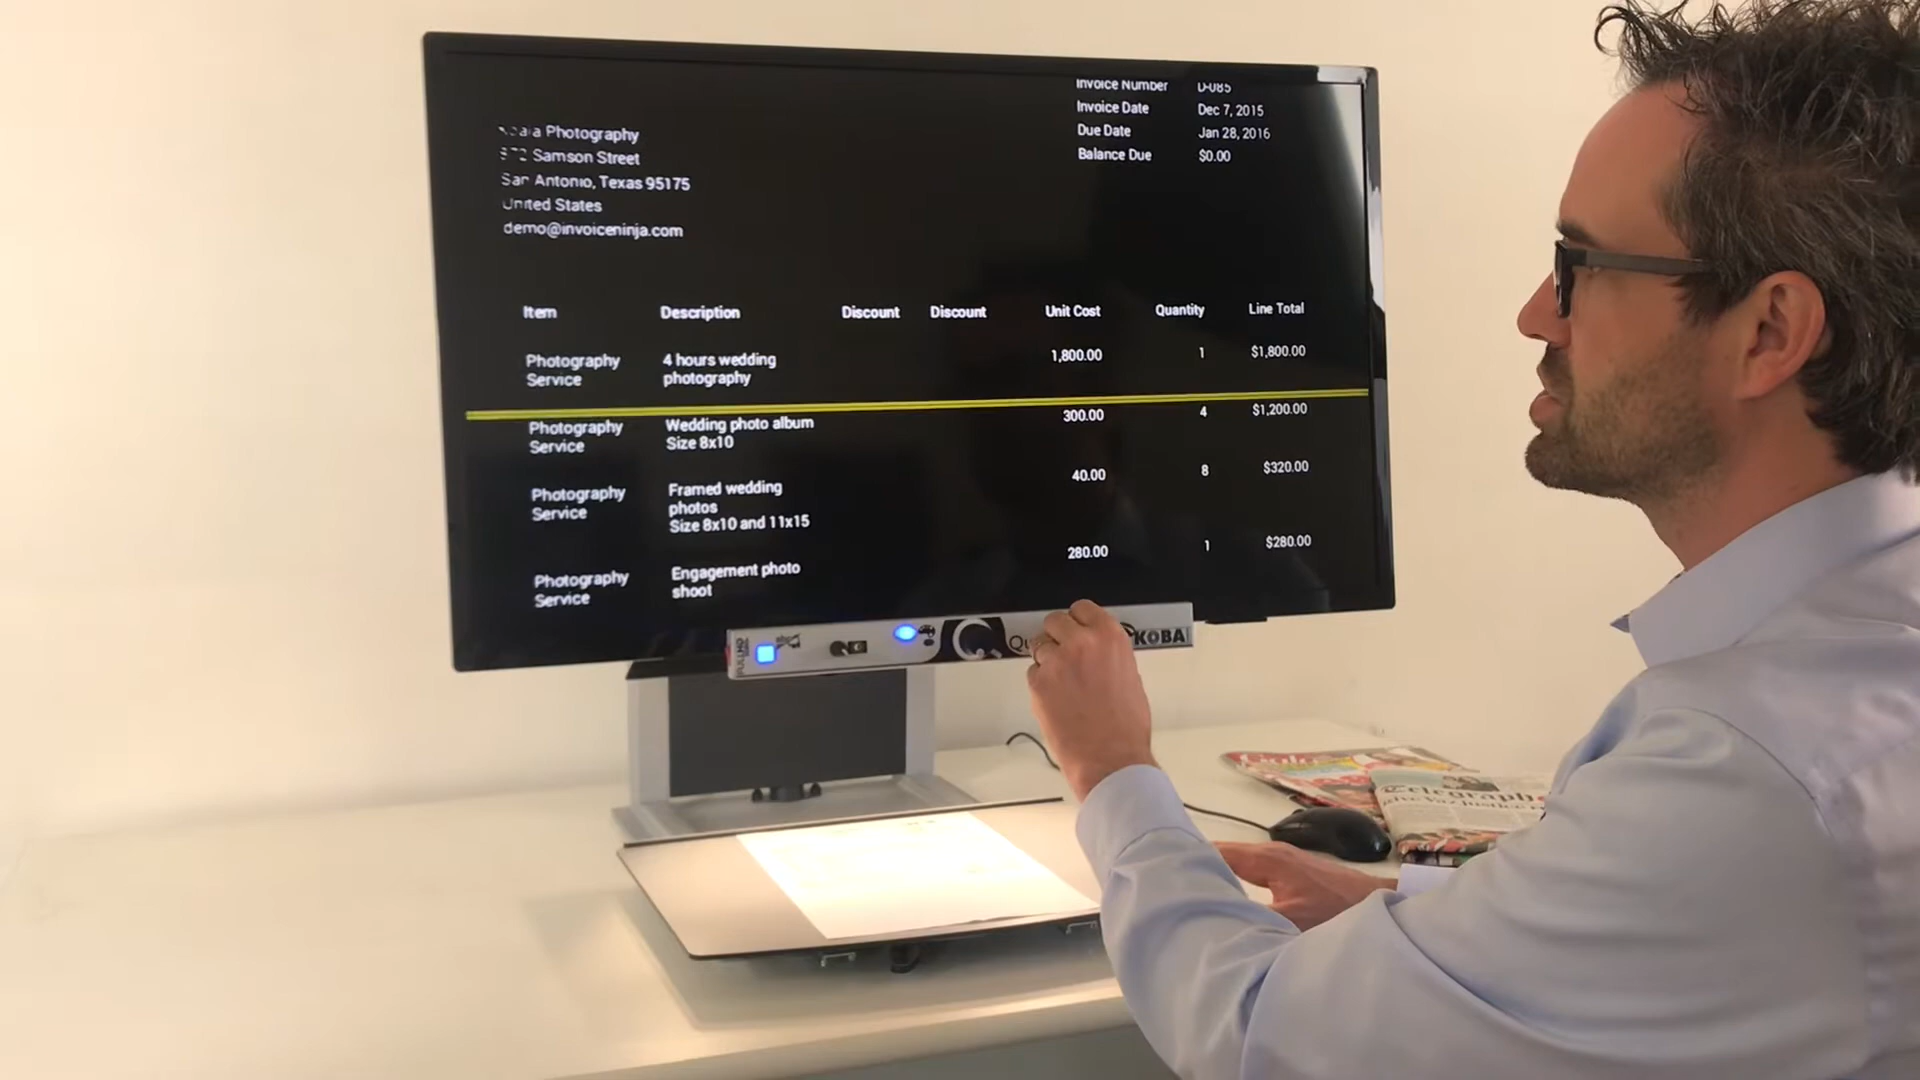 Invoice Number D-085
Invoice Date Dec 7, 2015
Due Date Jan 28, 2016
Balance Due $0.00
Photography
Samson Street
San Antonio, Texas 95175
United States
demo@invoiceninja.com
Item Description Discount Discount Unit Cost Quantity Line Total
Photography Service 4 hours wedding photography 1,800.00 1 $1,800.00
Photography Service Wedding photo album Size 8x10 300.00 4 $1,200.00
Photography Service Framed wedding photos Size 8x10 and 11x15 40.00 8 $320.00
Photography Service Engagement photo shoot 280.00 1 $280.00
FULL HD
KOBA
Telegraph